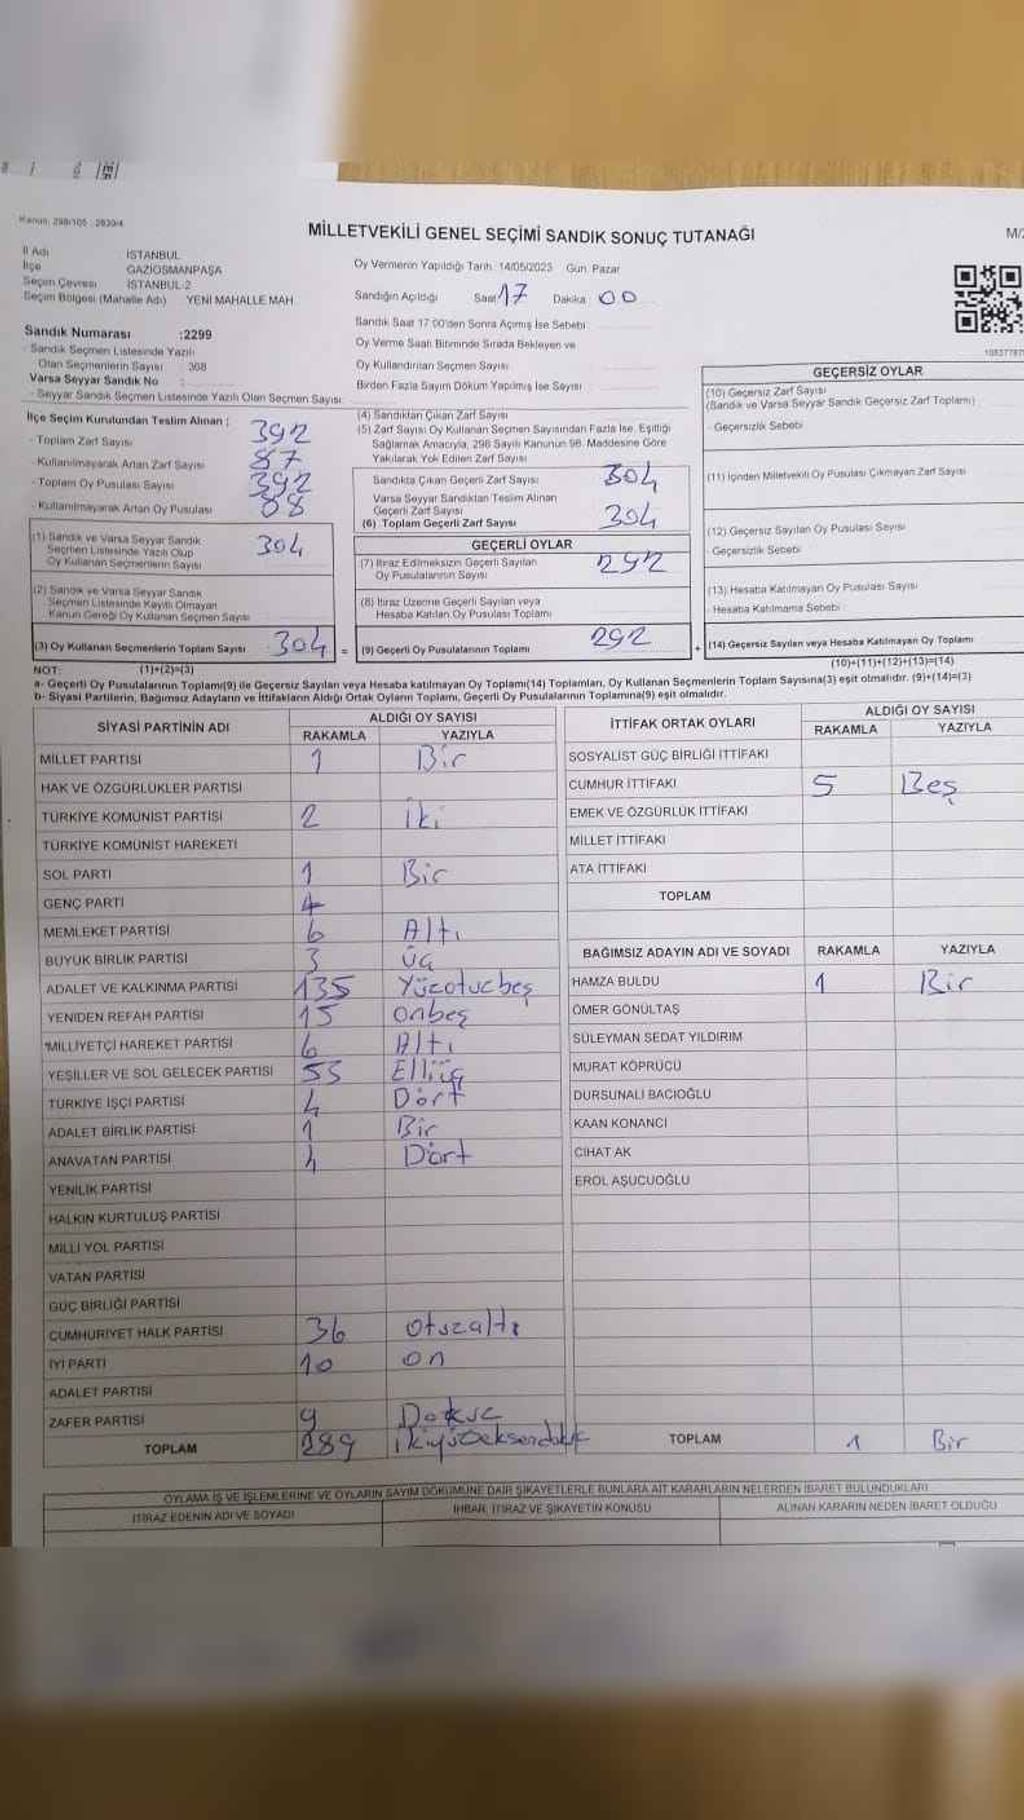 Kanun: 298/105 - 2839/4
MİLLETVEKİLİ GENEL SEÇİMİ SANDIK SONUÇ TUTANAĞI
M/2
İl Adı İSTANBUL
İlçe GAZİOSMANPAŞA
Seçim Çevresi İSTANBUL-2
Seçim Bölgesi (Mahalle Adı) YENİ MAHALLE MAH.
Sandık Numarası :2299
- Sandık Seçmen Listesinde Yazılı
Olan Seçmenlerin Sayısı 308
Varsa Seyyar Sandık No :
- Seyyar Sandık Seçmen Listesinde Yazılı Olan Seçmen Sayısı
Oy Vermenin Yapıldığı Tarih 14/05/2023 Gün: Pazar
Sandığın Açıldığı Saat 17 Dakika 00
Sandık Saat 17:00'den Sonra Açılmış İse Sebebi
Oy Verme Saati Bitiminde Sırada Bekleyen ve
Oy Kullandırılan Seçmen Sayısı
Birden Fazla Sayım Döküm Yapılmış İse Sayısı
İlçe Seçim Kurulundan Teslim Alınan :
- Toplam Zarf Sayısı 392
- Kullanılmayarak Artan Zarf Sayısı 87
- Toplam Oy Pusulası Sayısı 392
- Kullanılmayarak Artan Oy Pusulası 88
(1) Sandık ve Varsa Seyyar Sandık
Seçmen Listesinde Yazılı Olup
Oy Kullanan Seçmenlerin Sayısı 304
(2) Sandık ve Varsa Seyyar Sandık
Seçmen Listesinde Kayıtlı Olmayan
Kanun Gereği Oy Kullanan Seçmen Sayısı
(3) Oy Kullanan Seçmenlerin Toplam Sayısı 304 =
(4) Sandıktan Çıkan Zarf Sayısı
(5) Zarf Sayısı Oy Kullanan Seçmen Sayısından Fazla İse, Eşitliği
Sağlamak Amacıyla, 298 Sayılı Kanunun 98. Maddesine Göre
Yakılarak Yok Edilen Zarf Sayısı
Sandıkta Çıkan Geçerli Zarf Sayısı 304
Varsa Seyyar Sandıktan Teslim Alınan
Geçerli Zarf Sayısı
(6) Toplam Geçerli Zarf Sayısı 304
GEÇERLİ OYLAR
(7) İtiraz Edilmeksizin Geçerli Sayılan
Oy Pusulalarının Sayısı 292
(8) İtiraz Üzerine Geçerli Sayılan veya
Hesaba Katılan Oy Pusulası Toplamı
(9) Geçerli Oy Pusulalarının Toplamı 292 +
GEÇERSİZ OYLAR
(10) Geçersiz Zarf Sayısı
(Sandık ve Varsa Seyyar Sandık Geçersiz Zarf Toplamı)
- Geçersizlik Sebebi
(11) İçinden Milletvekili Oy Pusulası Çıkmayan Zarf Sayısı
(12) Geçersiz Sayılan Oy Pusulası Sayısı
- Geçersizlik Sebebi
(13) Hesaba Katılmayan Oy Pusulası Sayısı
- Hesaba Katılmama Sebebi
(14) Geçersiz Sayılan veya Hesaba Katılmayan Oy Toplamı
NOT: (1)+(2)=(3)
(10)+(11)+(12)+(13)=(14)
a- Geçerli Oy Pusulalarının Toplamı(9) ile Geçersiz Sayılan veya Hesaba katılmayan Oy Toplamı(14) Toplamları, Oy Kullanan Seçmenlerin Toplam Sayısına(3) eşit olmalıdır. (9)+(14)=(3)
b- Siyasi Partilerin, Bağımsız Adayların ve İttifakların Aldığı Ortak Oyların Toplamı, Geçerli Oy Pusulalarının Toplamına(9) eşit olmalıdır.
SİYASİ PARTİNİN ADI ALDIĞI OY SAYISI
RAKAMLA YAZIYLA
MİLLET PARTİSİ 1 Bir
HAK VE ÖZGÜRLÜKLER PARTİSİ
TÜRKİYE KOMÜNİST PARTİSİ 2 İki
TÜRKİYE KOMÜNİST HAREKETİ
SOL PARTİ 1 Bir
GENÇ PARTİ
MEMLEKET PARTİSİ 6 Altı
BÜYÜK BİRLİK PARTİSİ 3 Üç
ADALET VE KALKINMA PARTİSİ 135 Yüzotuzbeş
YENİDEN REFAH PARTİSİ 15 Onbeş
MİLLİYETÇİ HAREKET PARTİSİ 6 Altı
YEŞİLLER VE SOL GELECEK PARTİSİ
TÜRKİYE İŞÇİ PARTİSİ 4 Dört
ADALET BİRLİK PARTİSİ 1 Bir
ANAVATAN PARTİSİ 4 Dört
YENİLİK PARTİSİ
HALKIN KURTULUŞ PARTİSİ
MİLLİ YOL PARTİSİ
VATAN PARTİSİ
GÜÇ BİRLİĞİ PARTİSİ
CUMHURİYET HALK PARTİSİ 36 Otuzaltı
İYİ PARTİ 10 On
ADALET PARTİSİ
ZAFER PARTİSİ 9 Dokuz
TOPLAM 289
İTTİFAK ORTAK OYLARI ALDIĞI OY SAYISI
RAKAMLA YAZIYLA
SOSYALİST GÜÇ BİRLİĞİ İTTİFAKI
CUMHUR İTTİFAKI 5 Beş
EMEK VE ÖZGÜRLÜK İTTİFAKI
MİLLET İTTİFAKI
ATA İTTİFAKI
TOPLAM
BAĞIMSIZ ADAYIN ADI VE SOYADI RAKAMLA YAZIYLA
HAMZA BULDU 1 Bir
ÖMER GÖNÜLTAŞ
SÜLEYMAN SEDAT YILDIRIM
MURAT KÖPRÜCÜ
DURSUNALİ BACIOĞLU
KAAN KONANCI
CİHAT AK
EROL AŞUCUOĞLU
TOPLAM 1 Bir
OYLAMA İŞ VE İŞLEMLERİNE VE OYLARIN SAYIM DÖKÜMÜNE DAİR ŞİKAYETLERLE BUNLARA AİT KARARLARIN NELERDEN İBARET BULUNDUKLARI
İTİRAZ EDENİN ADI VE SOYADI İHBAR, İTİRAZ VE ŞİKAYETİN KONUSU ALINAN KARARIN NEDEN İBARET OLDUĞU